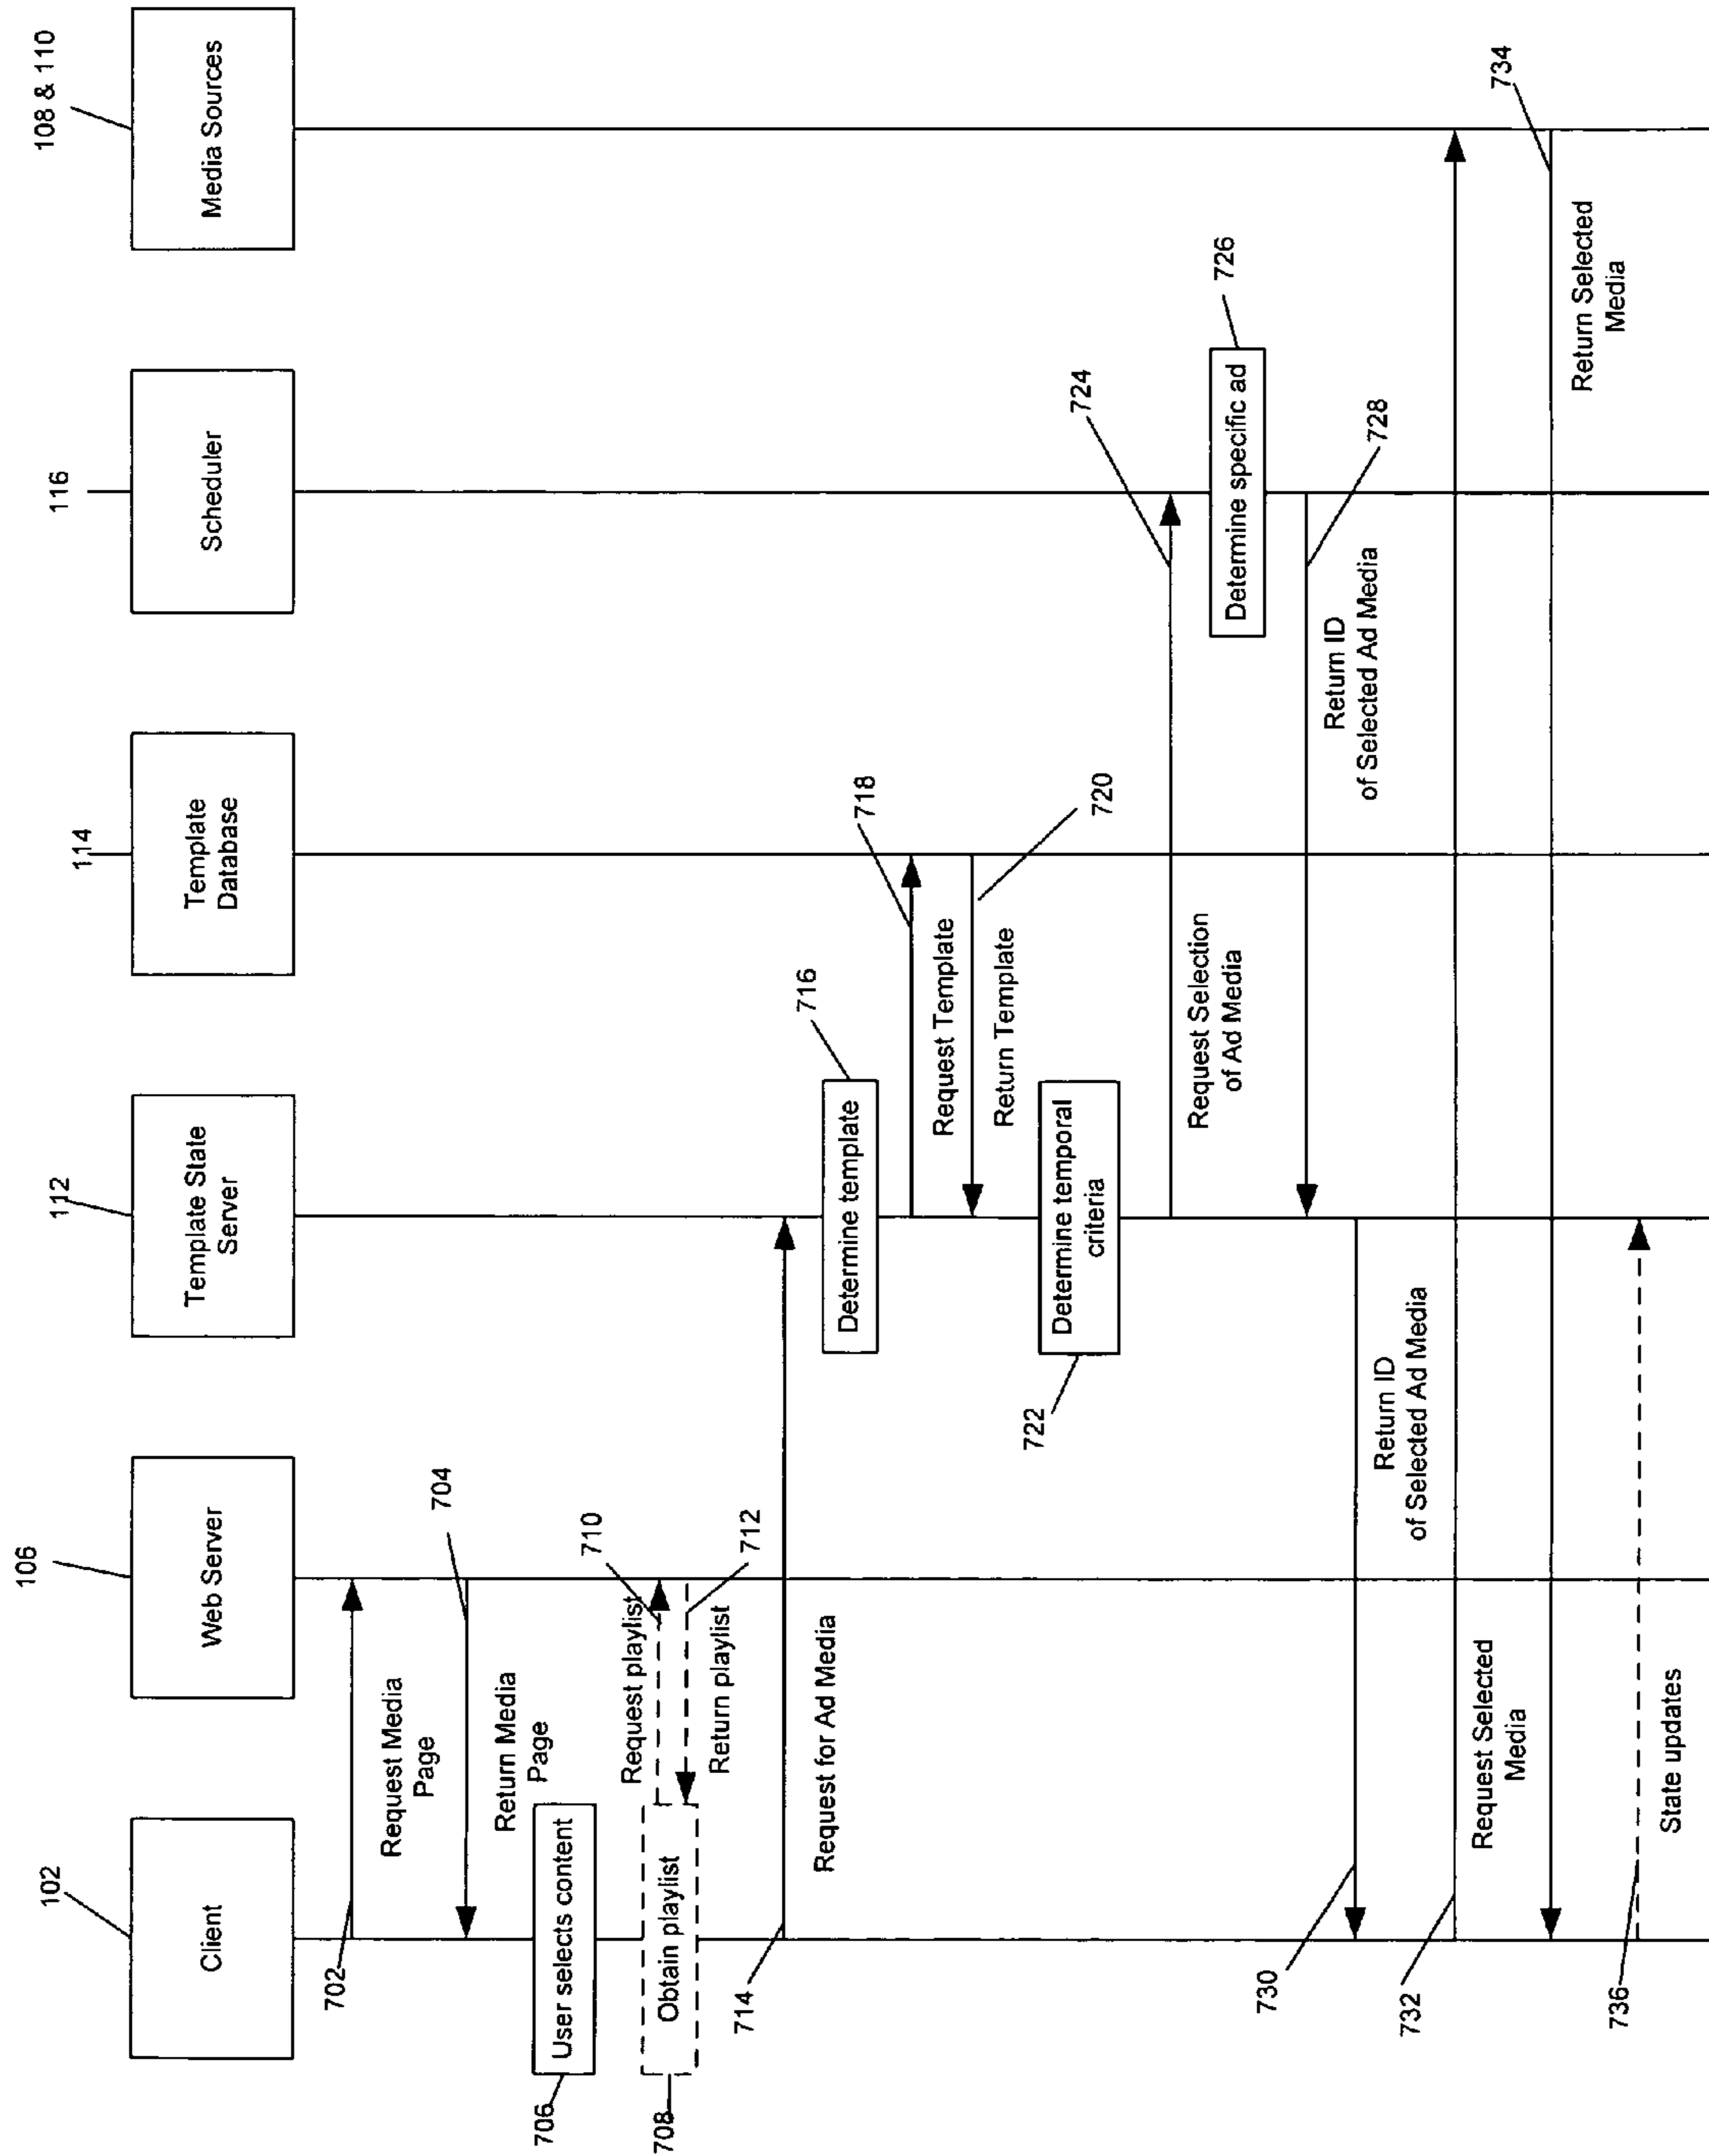 102
106
112
114
116
108 & 110
Client
Web Server
Template State
Server
Template
Database
Scheduler
Media Sources
702
Request Media
Page
704
Return Media
Page
User selects content
706
Request playlist
710
Obtain playlist
708
712
Return playlist
714
Request for Ad Media
Determine template
716
718
Request Template
720
Return Template
Determine temporal
criteria
722
724
Request Selection
of Ad Media
Determine specific ad
726
728
Return ID
of Selected Ad Media
730
Return ID
of Selected Ad Media
732
Request Selected
Media
734
Return Selected
Media
736
State updates